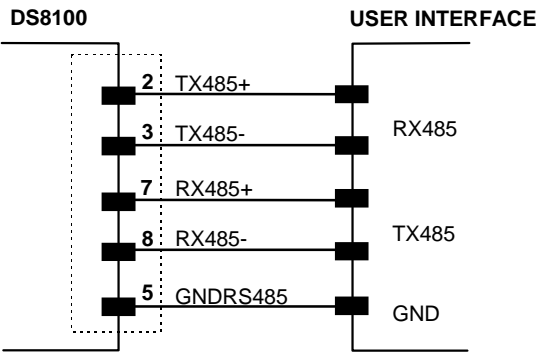 DS8100 USER INTERFACE
2 TX485+
RX485
3 TX485-
7 RX485+
TX485
8 RX485-
5 GNDRS485
GND